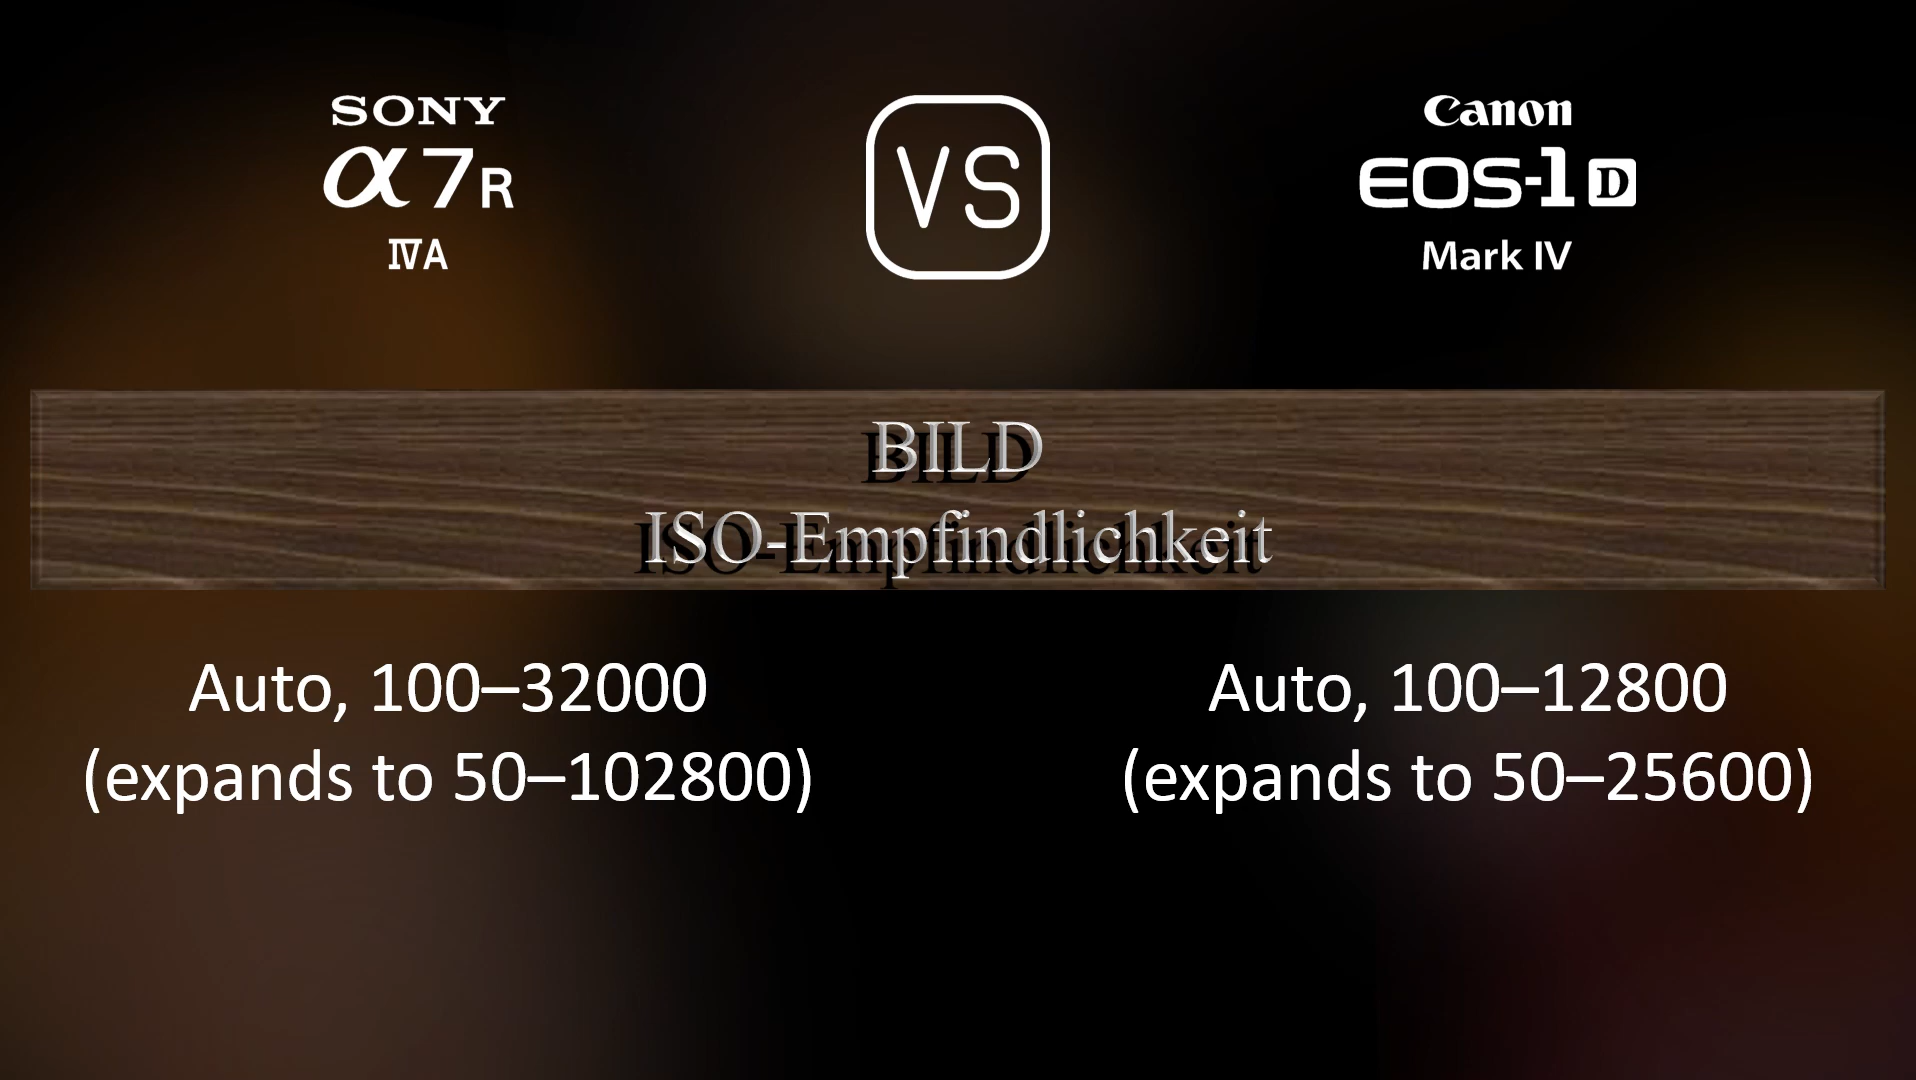 SONY
α7R
IVA
VS
Canon
EOS-1D
Mark IV
BILD
ISO-Empfindlichkeit
Auto, 100–32000
(expands to 50–102800)
Auto, 100–12800
(expands to 50–25600)